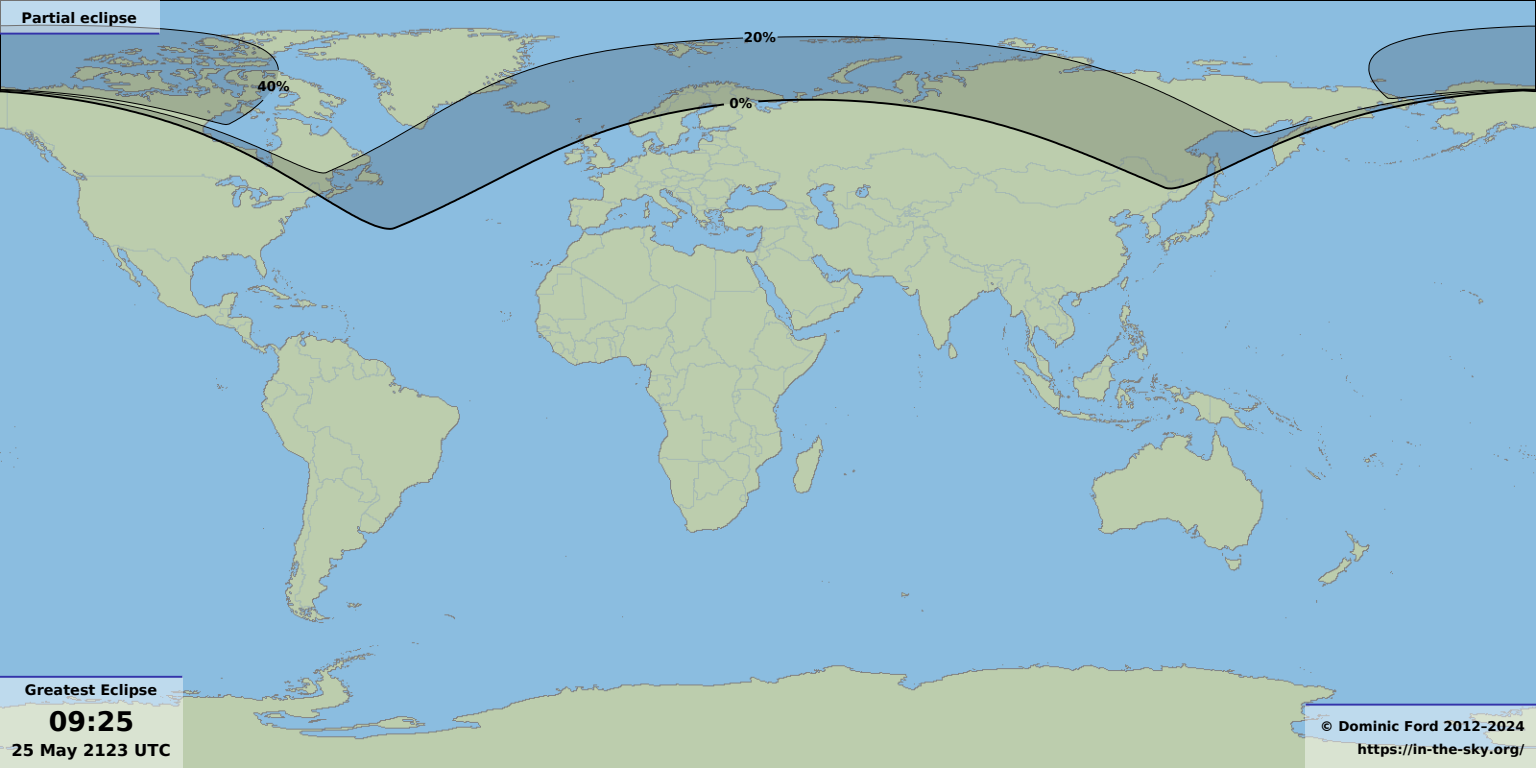 Partial eclipse
20%
40%
0%
Greatest Eclipse
09:25
25 May 2123 UTC
© Dominic Ford 2012–2024
https://in-the-sky.org/